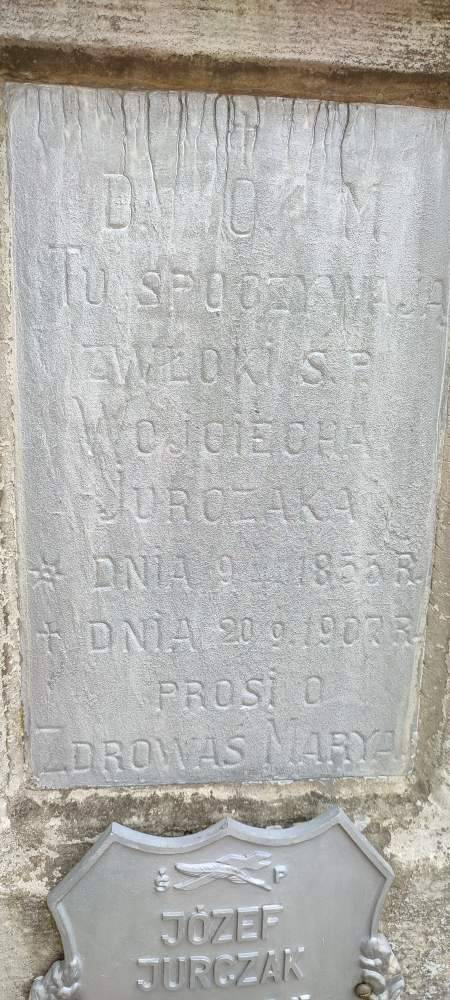 D. O. M
TU SPOCZYWAJĄ
ZWŁOKI S.P.
WOJCIECHA
JURCZAKA
* DNIA 9 1855 R.
+ DNIA 20 9. 1907 R.
PROSI O
ZDROWAŚ MARYA
Ś P
JÓZEF
JURCZAK